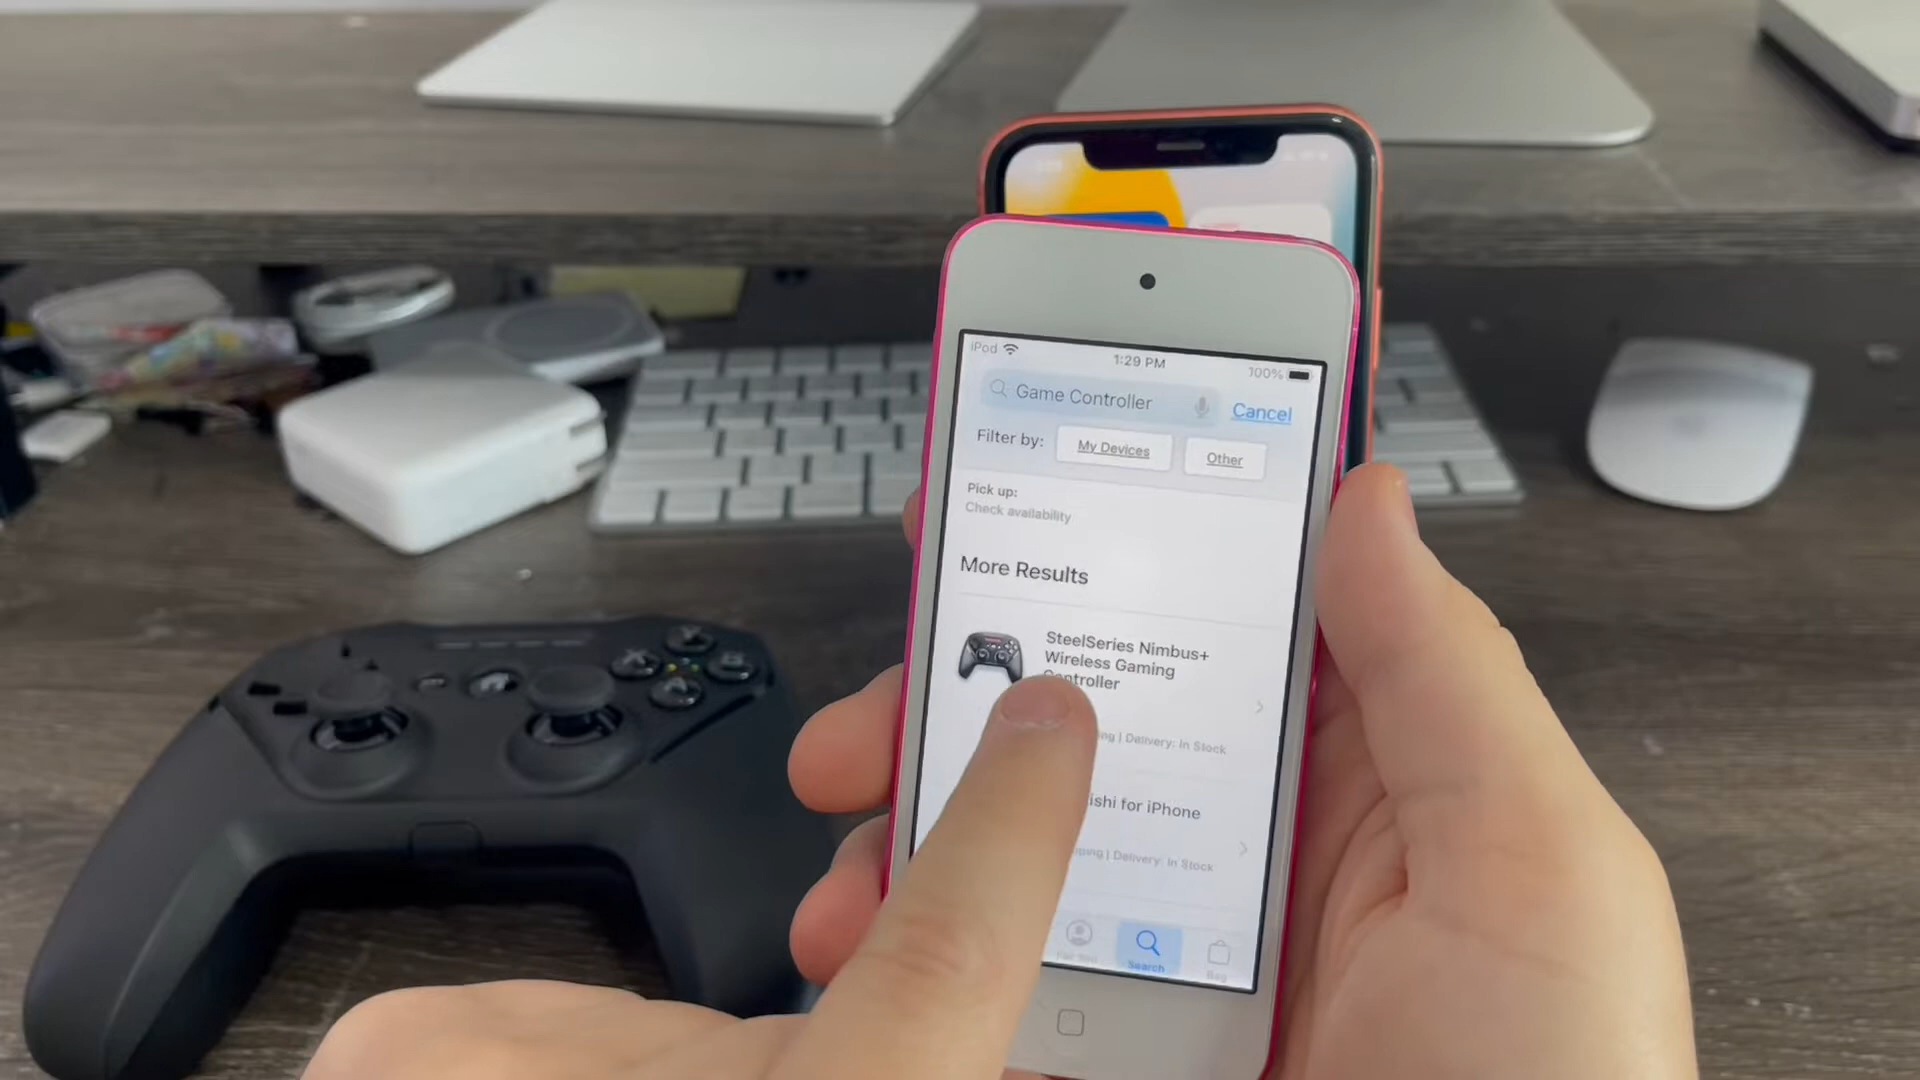 iPod
1:29 PM
100%
Game Controller
Cancel
Filter by:
My Devices
Other
Pick up:
Check availability
More Results
SteelSeries Nimbus+
Wireless Gaming
Controller
| Delivery: In Stock
for iPhone
| Delivery: In Stock
Search
Bag